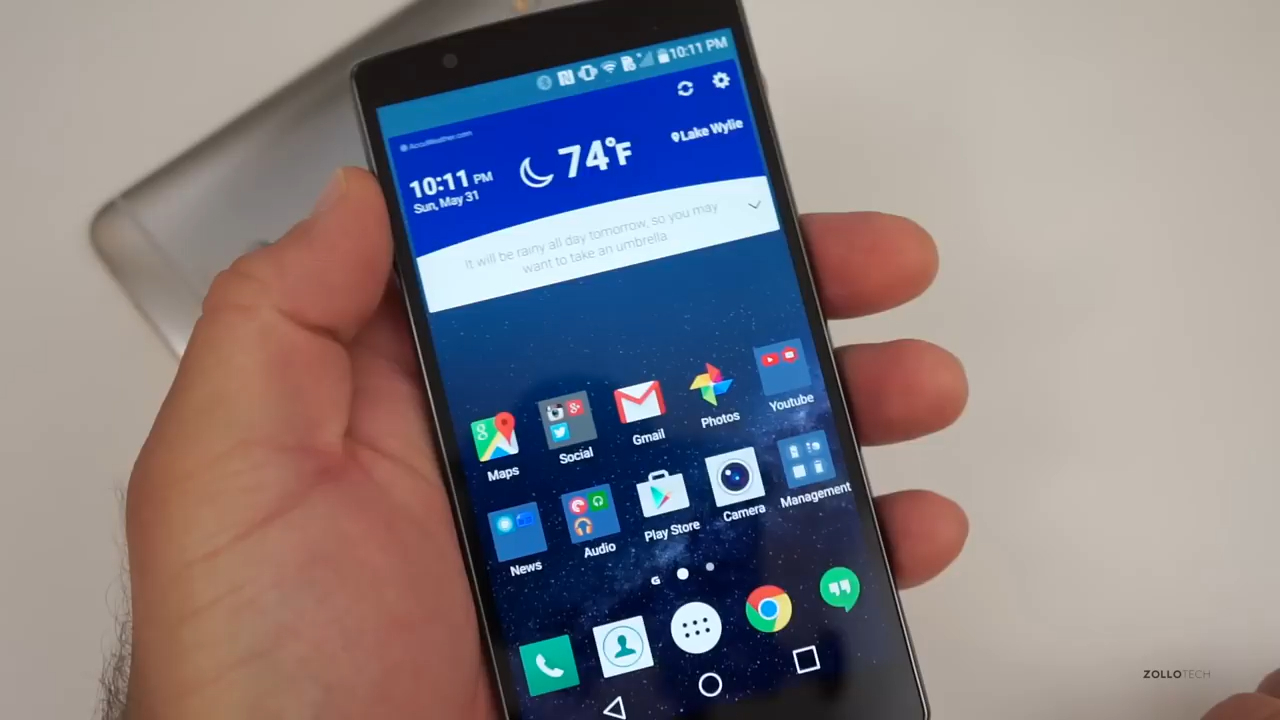 10:11 PM
AccuWeather.com
10:11 PM
Sun, May 31
74°F
Lake Wylie
It will be rainy all day tomorrow, so you may
want to take an umbrella
Maps
Social
Gmail
Photos
Youtube
News
Audio
Play Store
Camera
Management
G
ZOLLOTECH